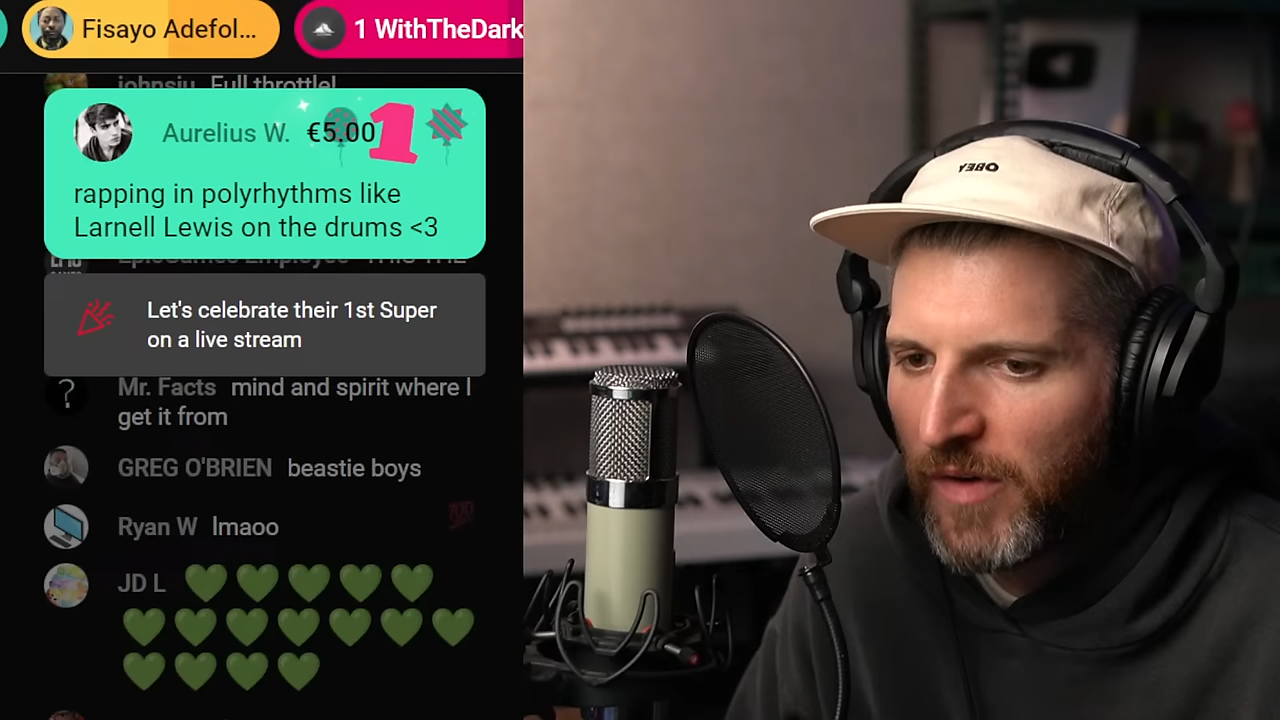 Fisayo Adefol...
1 WithTheDark
johnsiu Full throttle!
Aurelius W. €5.00 1
rapping in polyrhythms like
Larnell Lewis on the drums <3
Let's celebrate their 1st Super
on a live stream
? Mr. Facts mind and spirit where I
get it from
GREG O'BRIEN beastie boys
Ryan W lmaoo 💯
JD L 💚💚💚💚💚
💚💚💚💚💚💚💚
💚💚💚💚
OBEY